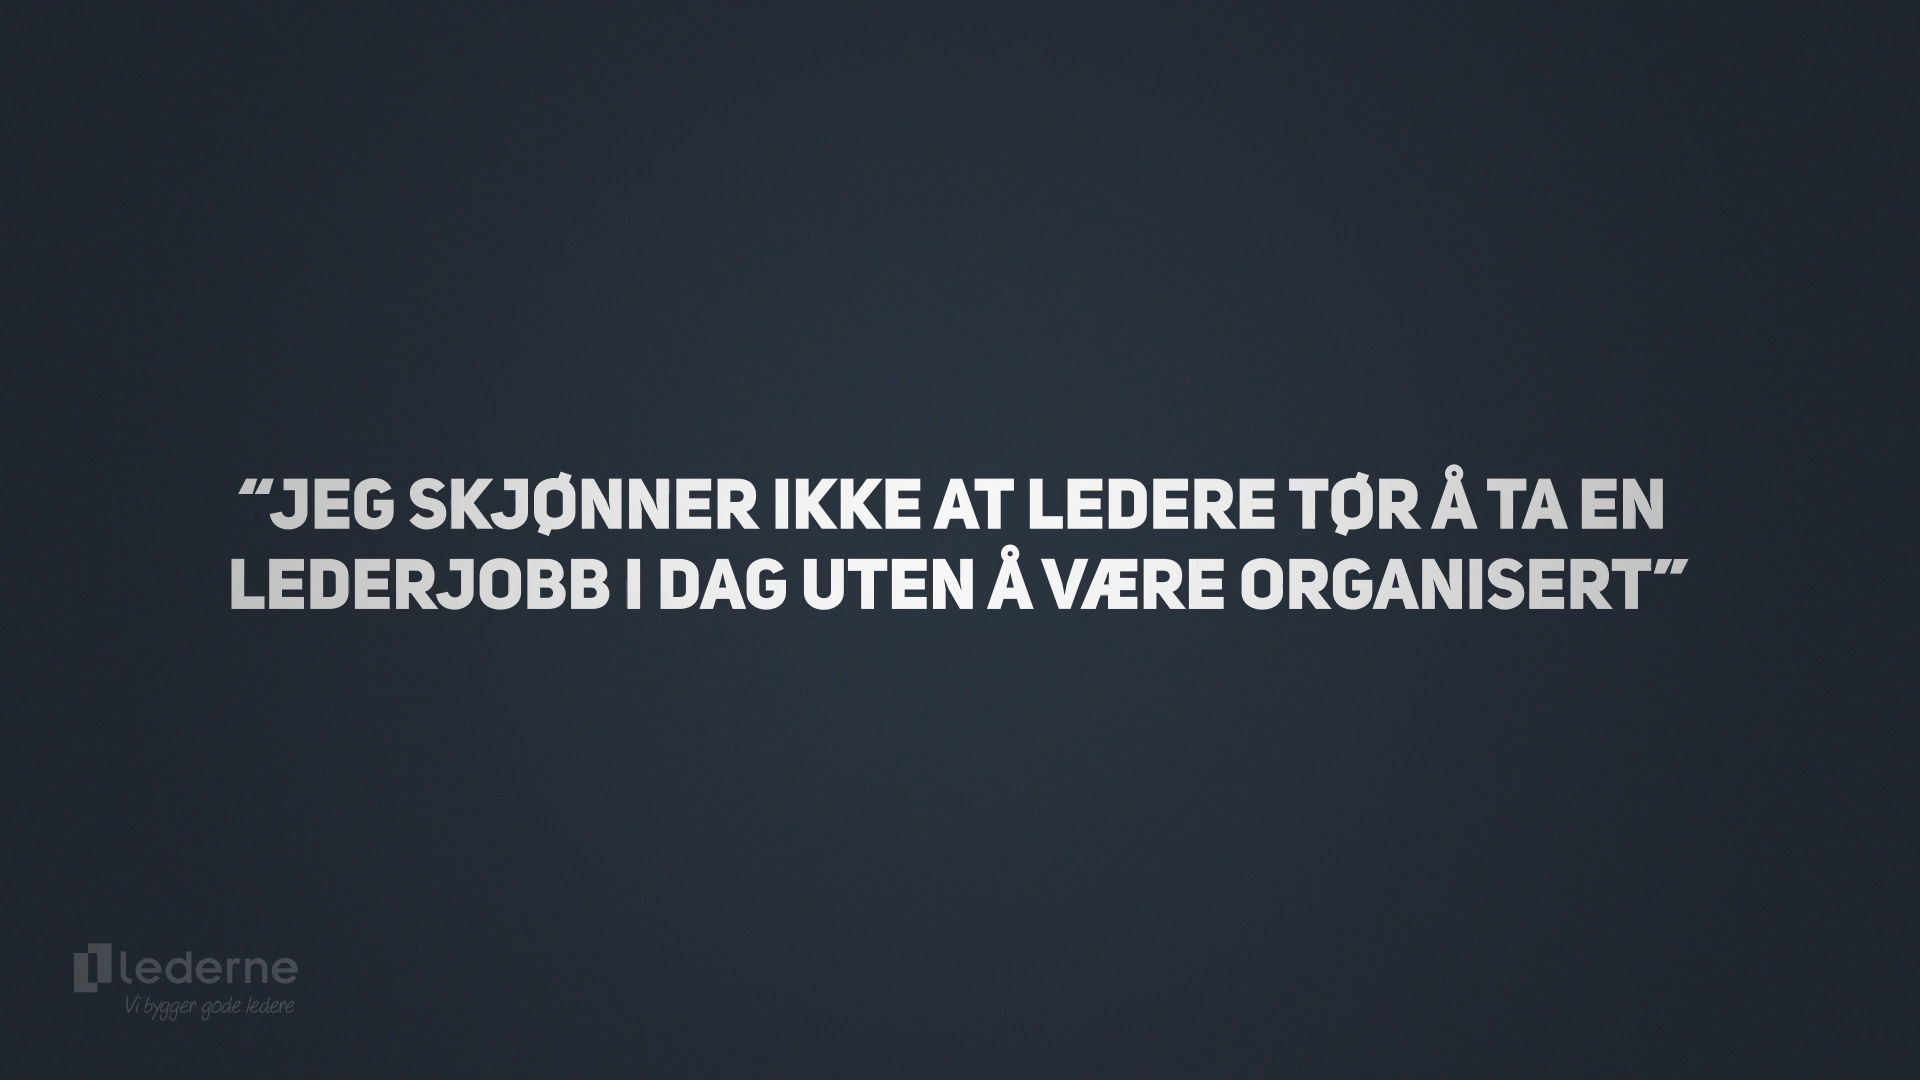 “JEG SKJØNNER IKKE AT LEDERE TØR Å TA EN
LEDERJOBB I DAG UTEN Å VÆRE ORGANISERT”
lederne
Vi bygger gode ledere